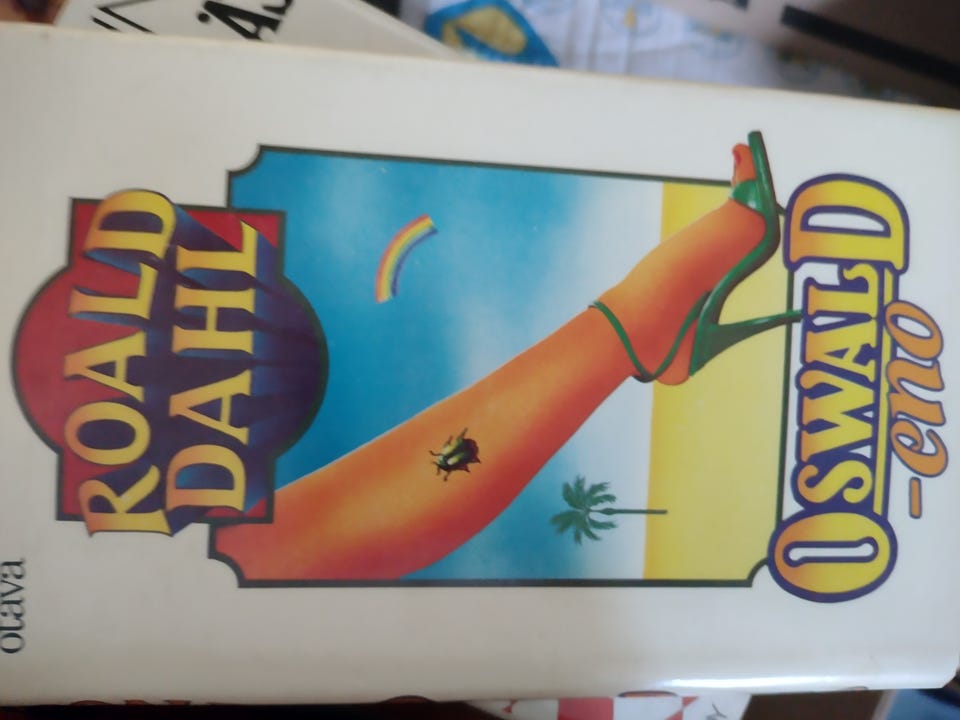 otava
ROALD
DAHL
OSWALD
-eno